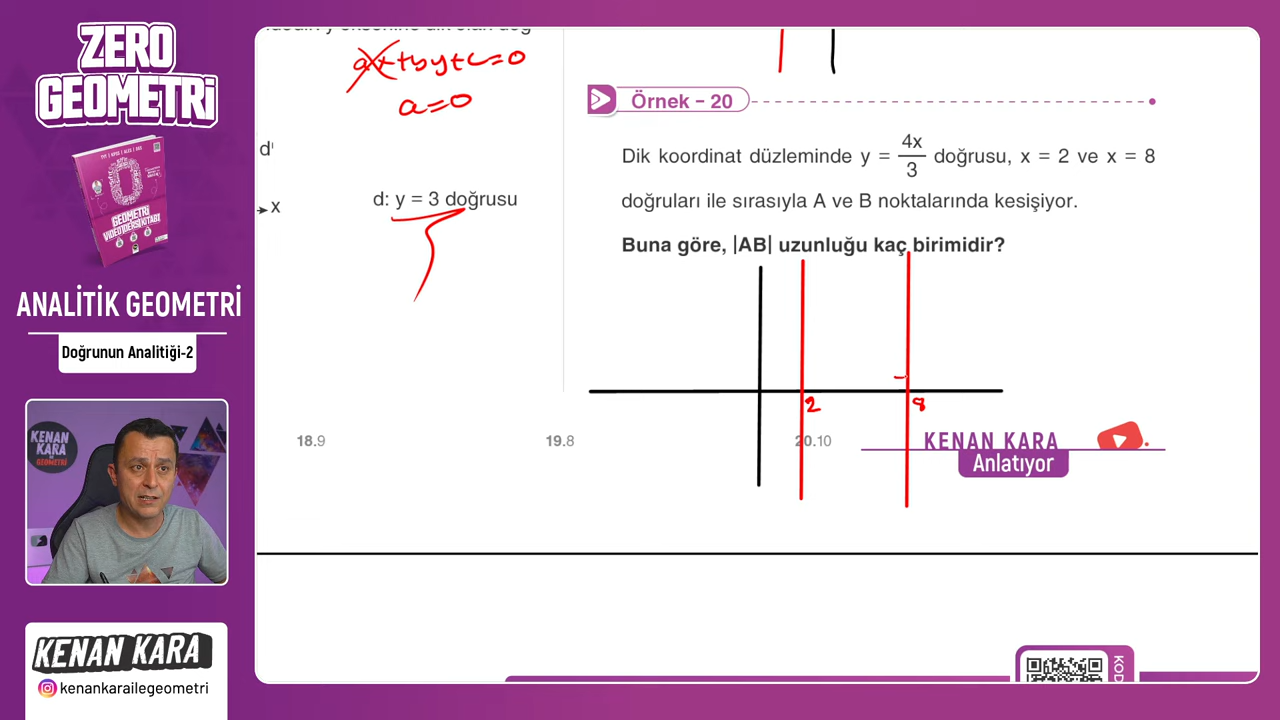 ZERO
GEOMETRİ
GEOMETRİ
VİDEO DERS KİTABI
ANALİTİK GEOMETRİ
Doğrunun Analitiği-2
KENAN
KARA
GEOMETRİ
KENAN KARA
kenankarailegeometri
ax+by+c=0
a=0
d'
x
d: y = 3 doğrusu
18.9
19.8
20.10
Örnek – 20
Dik koordinat düzleminde y = 4x/3 doğrusu, x = 2 ve x = 8
doğruları ile sırasıyla A ve B noktalarında kesişiyor.
Buna göre, |AB| uzunluğu kaç birimidir?
2
8
KENAN KARA
Anlatıyor
KOD